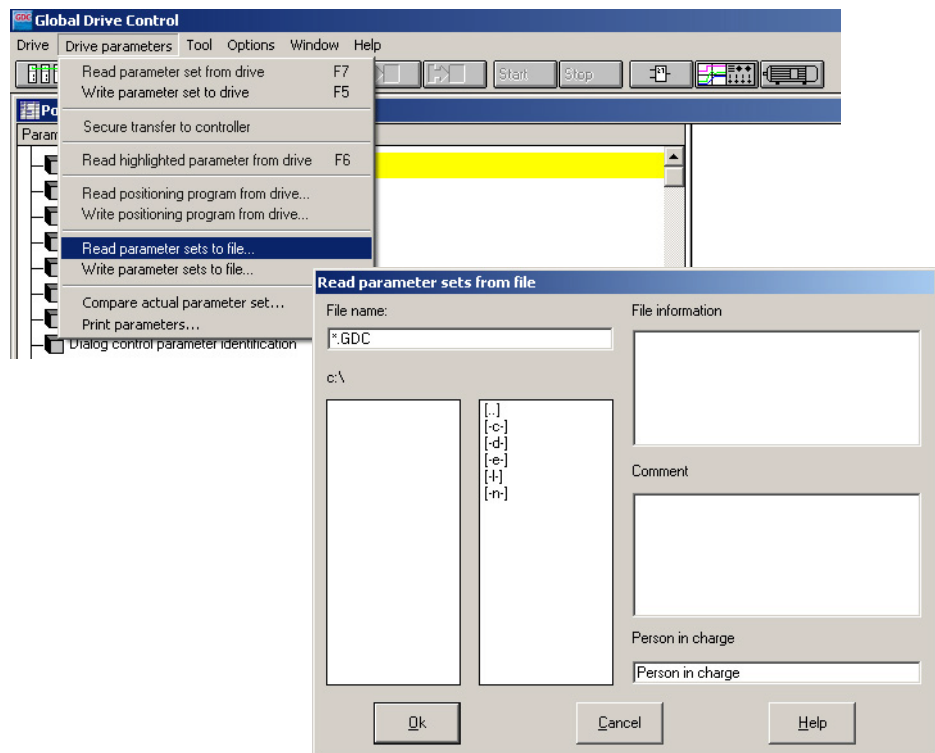 GDC Global Drive Control
Drive Drive parameters Tool Options Window Help
Start Stop
Read parameter set from drive F7
Write parameter set to drive F5
Secure transfer to controller
Read highlighted parameter from drive F6
Read positioning program from drive...
Write positioning program from drive...
Read parameter sets to file...
Write parameter sets to file...
Compare actual parameter set...
Print parameters...
Dialog control parameter identification
Read parameter sets from file
File name:
*.GDC
c:\
[..]
[-c-]
[-d-]
[-e-]
[-l-]
[-n-]
File information
Comment
Person in charge
Person in charge
Ok Cancel Help